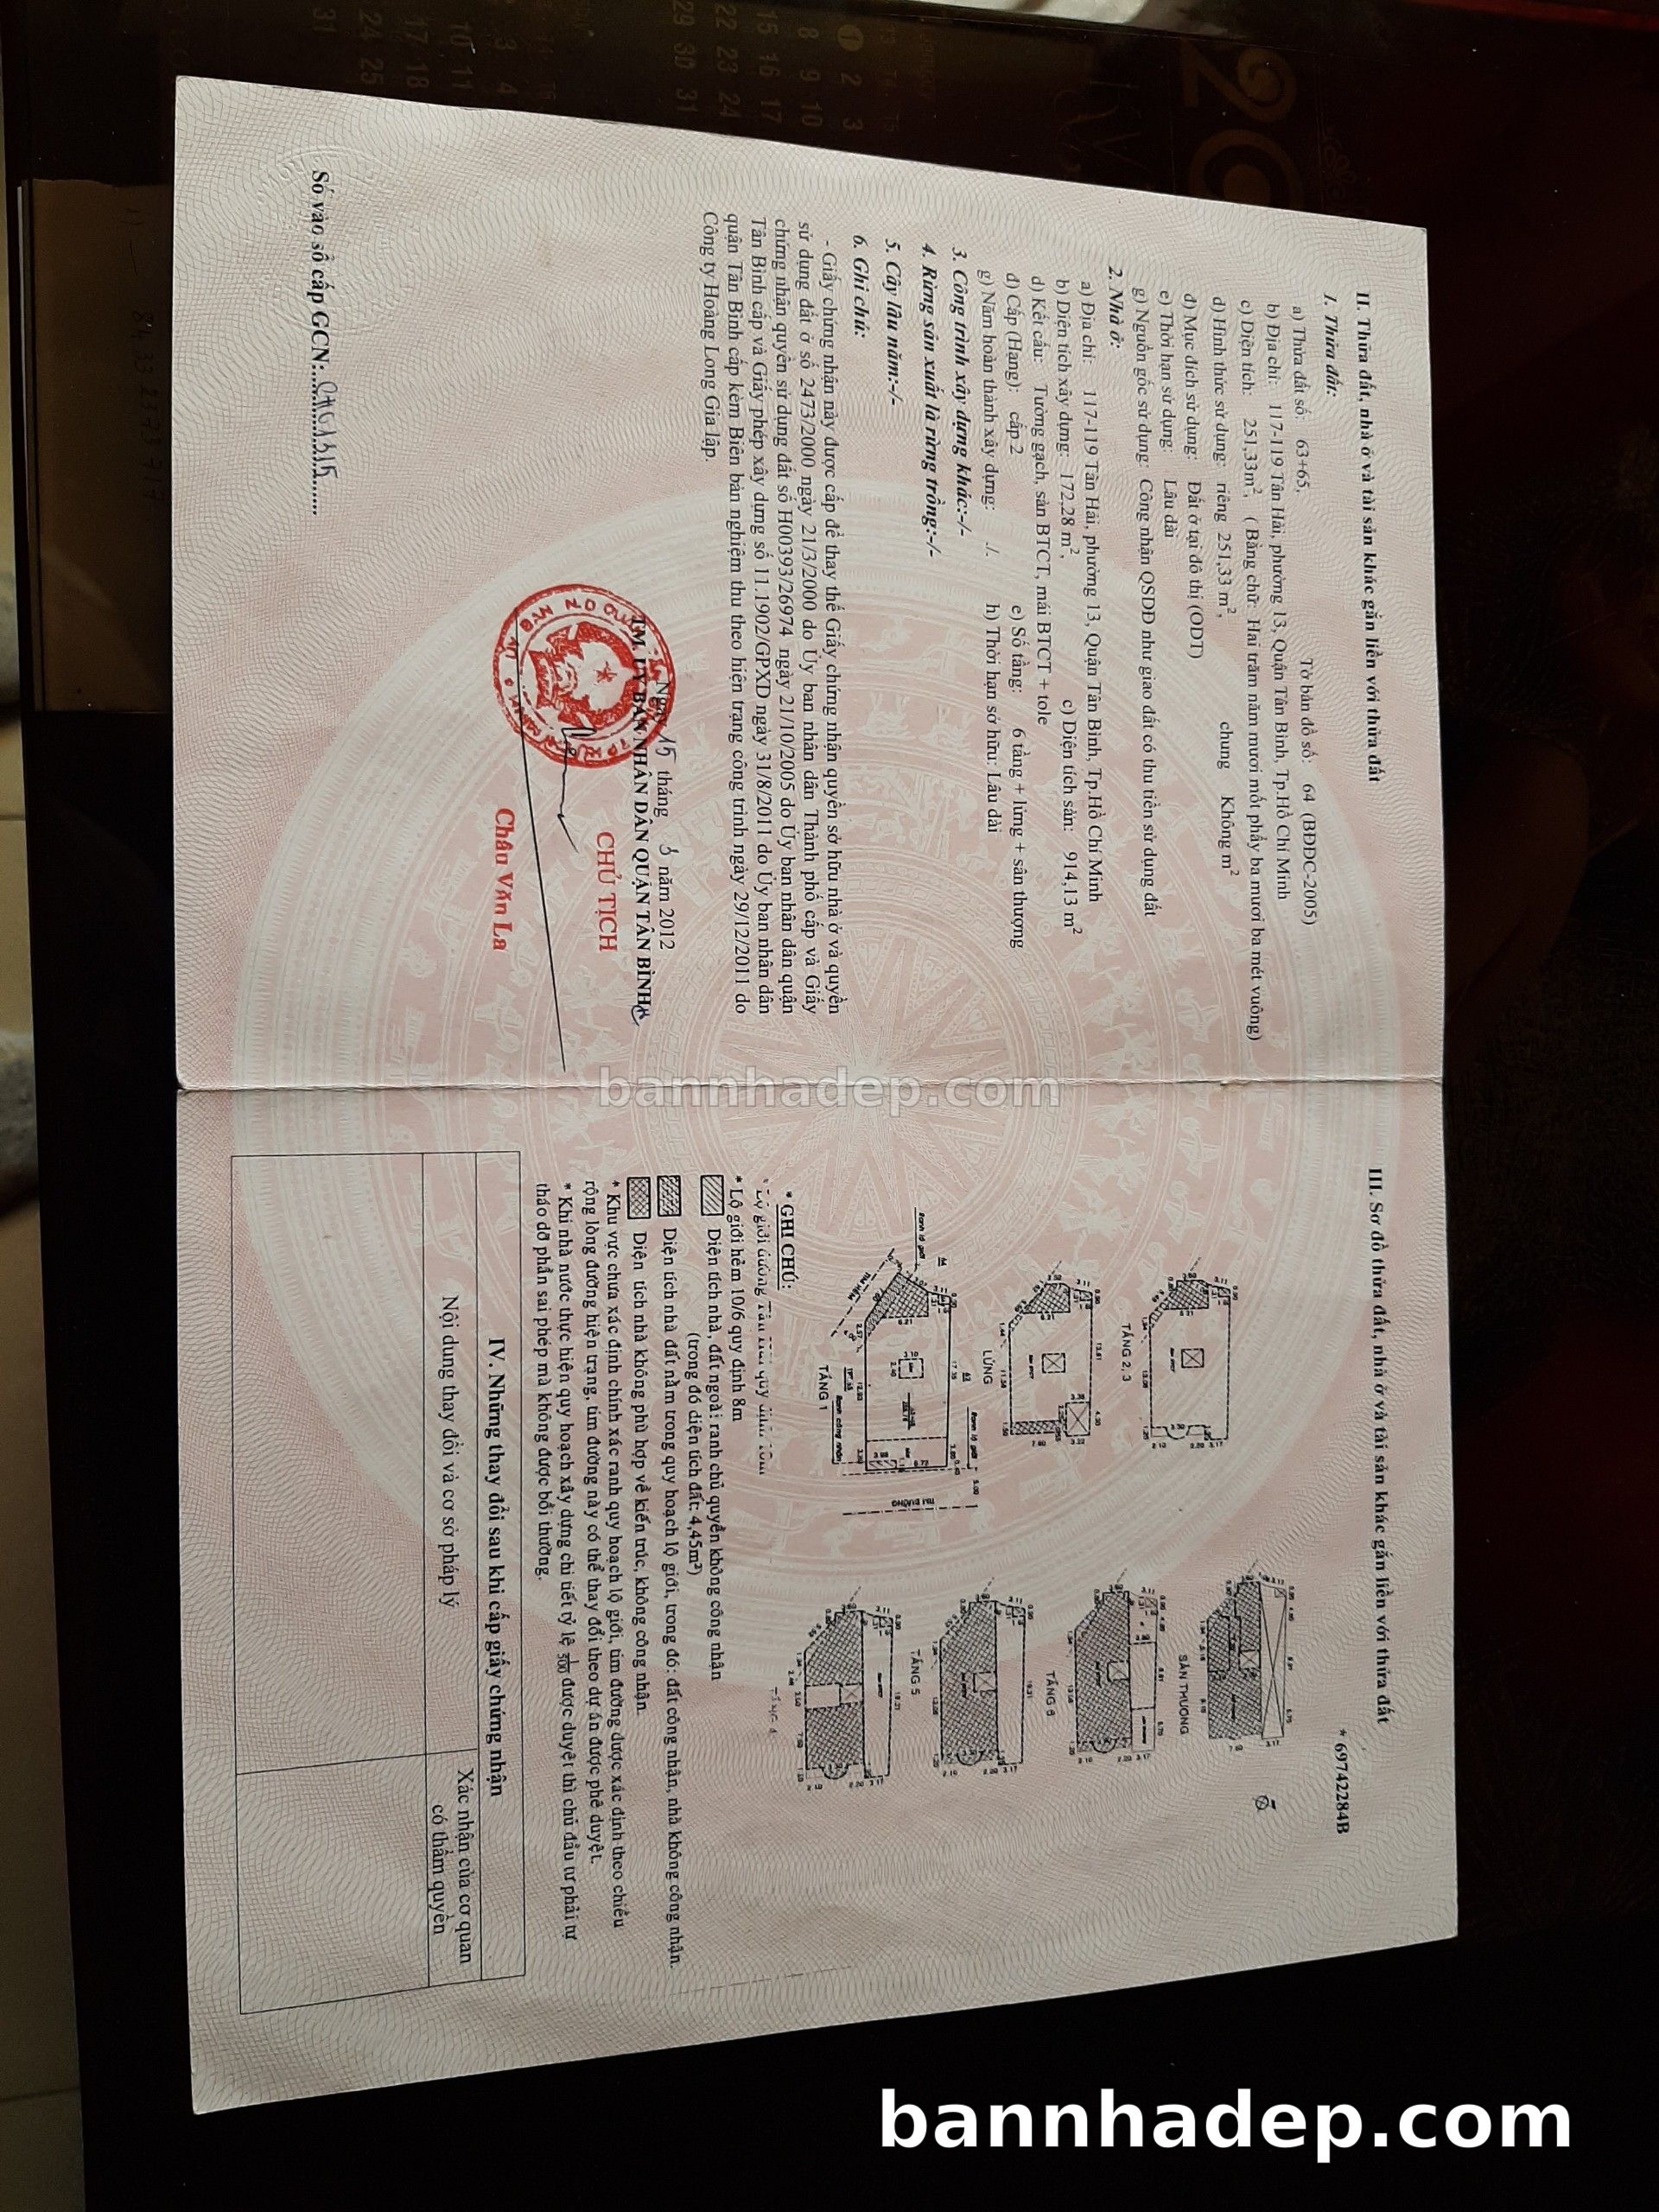 II. Thửa đất, nhà ở và tài sản khác gắn liền với thửa đất
1. Thửa đất:
a) Thửa đất số: 63+65, Tờ bản đồ số: 64 (BĐĐC-2005)
b) Địa chỉ: 117-119 Tân Hải, phường 13, Quận Tân Bình, Tp.Hồ Chí Minh
c) Diện tích: 251,33m², ( Bằng chữ: Hai trăm năm mươi mốt phẩy ba mươi ba mét vuông)
d) Hình thức sử dụng: riêng 251,33 m², chung Không m²
đ) Mục đích sử dụng: Đất ở tại đô thị (ODT)
e) Thời hạn sử dụng: Lâu dài
g) Nguồn gốc sử dụng: Công nhận QSDĐ như giao đất có thu tiền sử dụng đất
2. Nhà ở:
a) Địa chỉ: 117-119 Tân Hải, phường 13, Quận Tân Bình, Tp.Hồ Chí Minh
b) Diện tích xây dựng: 172,28 m², c) Diện tích sàn: 914,13 m²
d) Kết cấu: Tường gạch, sàn BTCT, mái BTCT + tole
đ) Cấp (Hạng): cấp 2 e) Số tầng: 6 tầng + lửng + sân thượng
g) Năm hoàn thành xây dựng: ./. h) Thời hạn sở hữu: Lâu dài
3. Công trình xây dựng khác:-/-
4. Rừng sản xuất là rừng trồng:-/-
5. Cây lâu năm:-/-
6. Ghi chú:
- Giấy chứng nhận này được cấp để thay thế Giấy chứng nhận quyền sở hữu nhà ở và quyền
sử dụng đất ở số 2473/2000 ngày 21/3/2000 do Ủy ban nhân dân Thành phố cấp và Giấy
chứng nhận quyền sử dụng đất số H00393/26974 ngày 21/10/2005 do Ủy ban nhân dân quận
Tân Bình cấp và Giấy phép xây dựng số 11.1902/GPXD ngày 31/8/2011 do Ủy ban nhân dân
quận Tân Bình cấp kèm Biên bản nghiệm thu theo hiện trạng công trình ngày 29/12/2011 do
Công ty Hoàng Long Gia lập.
Ngày 15 tháng 3 năm 2012
TM. ỦY BAN NHÂN DÂN QUẬN TÂN BÌNH
CHỦ TỊCH
Châu Văn La
Số vào sổ cấp GCN:
III. Sơ đồ thửa đất, nhà ở và tài sản khác gắn liền với thửa đất
* 69742284B
SÂN THƯỢNG
TẦNG 2, 3
TẦNG 6
LỬNG
TẦNG 5
TẦNG 1
TẦNG 4
TIM ĐƯỜNG
TIM HẺM
Ranh lộ giới
* GHI CHÚ:
* Lộ giới đường Tân Hải quy định 16m
* Lộ giới hẻm 10/6 quy định 8m
Diện tích nhà, đất ngoài ranh chủ quyền không công nhận
(trong đó diện tích đất: 4,45m²)
Diện tích nhà đất nằm trong quy hoạch lộ giới, trong đó: đất công nhận, nhà không công nhận.
Diện tích nhà không phù hợp về kiến trúc, không công nhận.
* Khu vực chưa xác định chính xác ranh quy hoạch lộ giới, tim đường được xác định theo chiều
rộng lòng đường hiện trạng, tim đường này có thể thay đổi theo dự án được phê duyệt.
* Khi nhà nước thực hiện quy hoạch xây dựng chi tiết tỷ lệ 1/500 được duyệt thì chủ đầu tư phải tự
tháo dỡ phần sai phép mà không được bồi thường.
IV. Những thay đổi sau khi cấp giấy chứng nhận
Nội dung thay đổi và cơ sở pháp lý
Xác nhận của cơ quan
có thẩm quyền
bannhadep.com
bannhadep.com